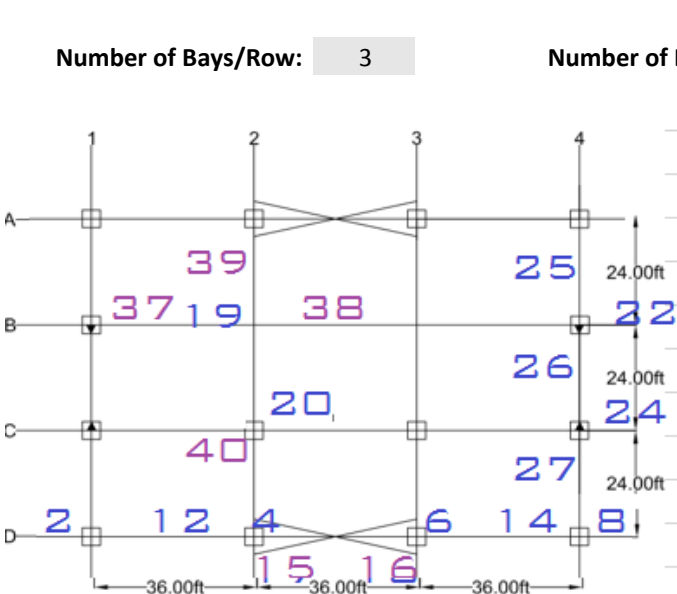 Number of Bays/Row: 3 Number of
1 2 3 4
A
39 25 24.00ft
37 19 38 22
B
26 24.00ft
20 24
C
40 27 24.00ft
2 12 4 6 14 8
D
15 16
36.00ft 36.00ft 36.00ft